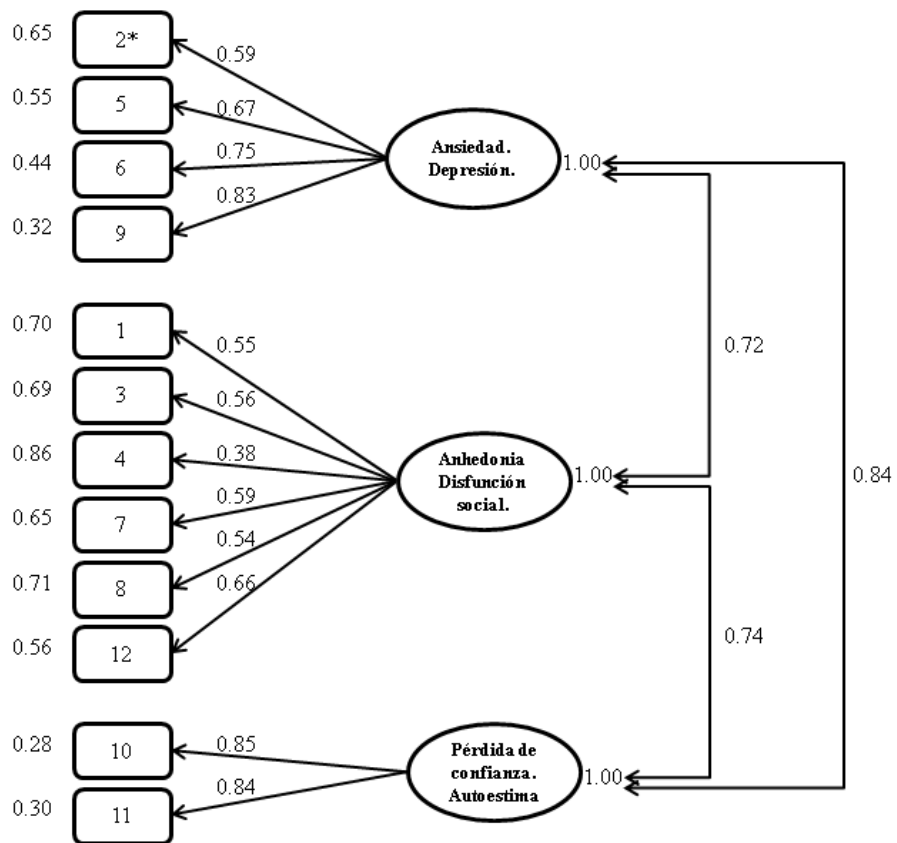 0.65 2* 0.59
0.55 5 0.67
0.44 6 0.75
0.32 9 0.83
Ansiedad.
Depresión.
1.00
0.72
0.84
0.70 1 0.55
0.69 3 0.56
0.86 4 0.38
0.65 7 0.59
0.71 8 0.54
0.56 12 0.66
Anhedonia
Disfunción
social.
1.00
0.74
0.28 10 0.85
0.30 11 0.84
Pérdida de
confianza.
Autoestima
1.00